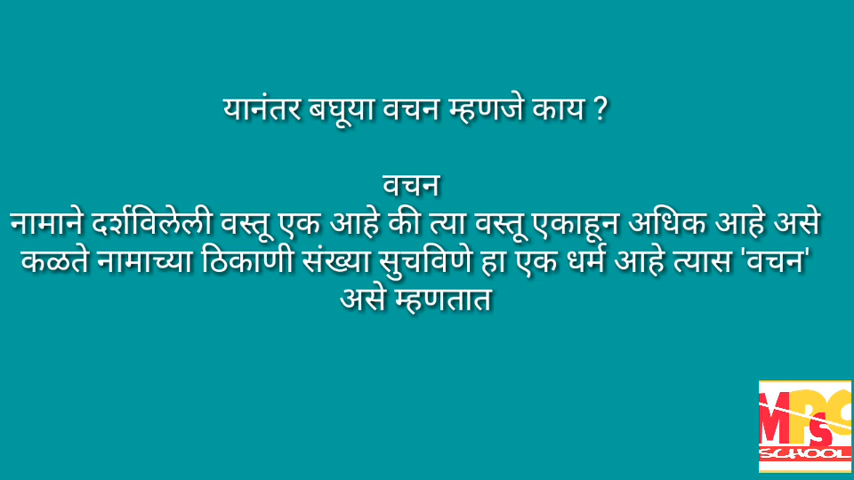 यानंतर बघूया वचन म्हणजे काय ?
वचन
नामाने दर्शविलेली वस्तू एक आहे की त्या वस्तू एकाहून अधिक आहे असे
कळते नामाच्या ठिकाणी संख्या सुचविणे हा एक धर्म आहे त्यास 'वचन'
असे म्हणतात
MPSC
SCHOOL